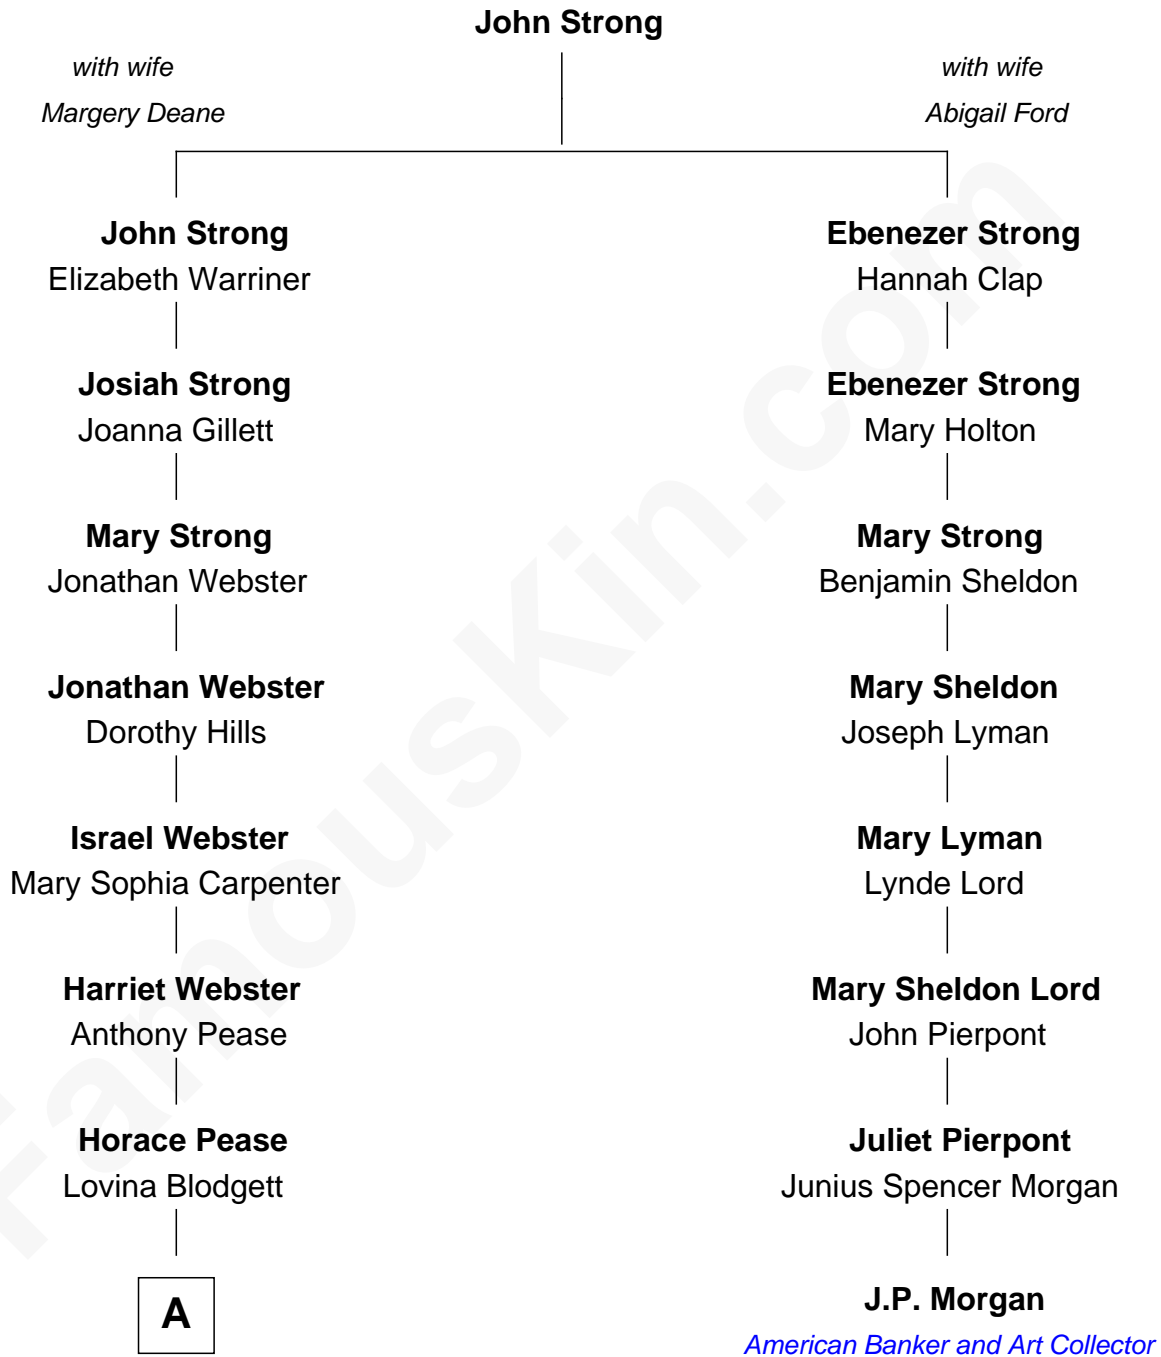 John Strong
with wife
Margery Deane
with wife
Abigail Ford
John Strong
Elizabeth Warriner
Ebenezer Strong
Hannah Clap
Josiah Strong
Joanna Gillett
Ebenezer Strong
Mary Holton
Mary Strong
Jonathan Webster
Mary Strong
Benjamin Sheldon
Jonathan Webster
Dorothy Hills
Mary Sheldon
Joseph Lyman
Israel Webster
Mary Sophia Carpenter
Mary Lyman
Lynde Lord
Harriet Webster
Anthony Pease
Mary Sheldon Lord
John Pierpont
Horace Pease
Lovina Blodgett
Juliet Pierpont
Junius Spencer Morgan
A
J.P. Morgan
American Banker and Art Collector
FamousKin.com